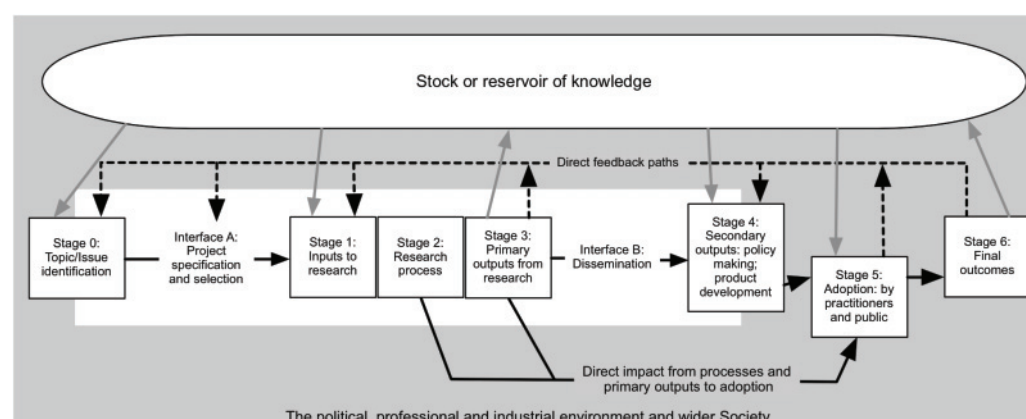 Stock or reservoir of knowledge
Direct feedback paths
Stage 0:
Topic/Issue
identification
Interface A:
Project
specification
and selection
Stage 1:
Inputs to
research
Stage 2:
Research
process
Stage 3:
Primary
outputs from
research
Interface B:
Dissemination
Stage 4:
Secondary
outputs: policy
making;
product
development
Stage 5:
Adoption: by
practitioners
and public
Stage 6:
Final
outcomes
Direct impact from processes and
primary outputs to adoption
The political, professional and industrial environment and wider Society